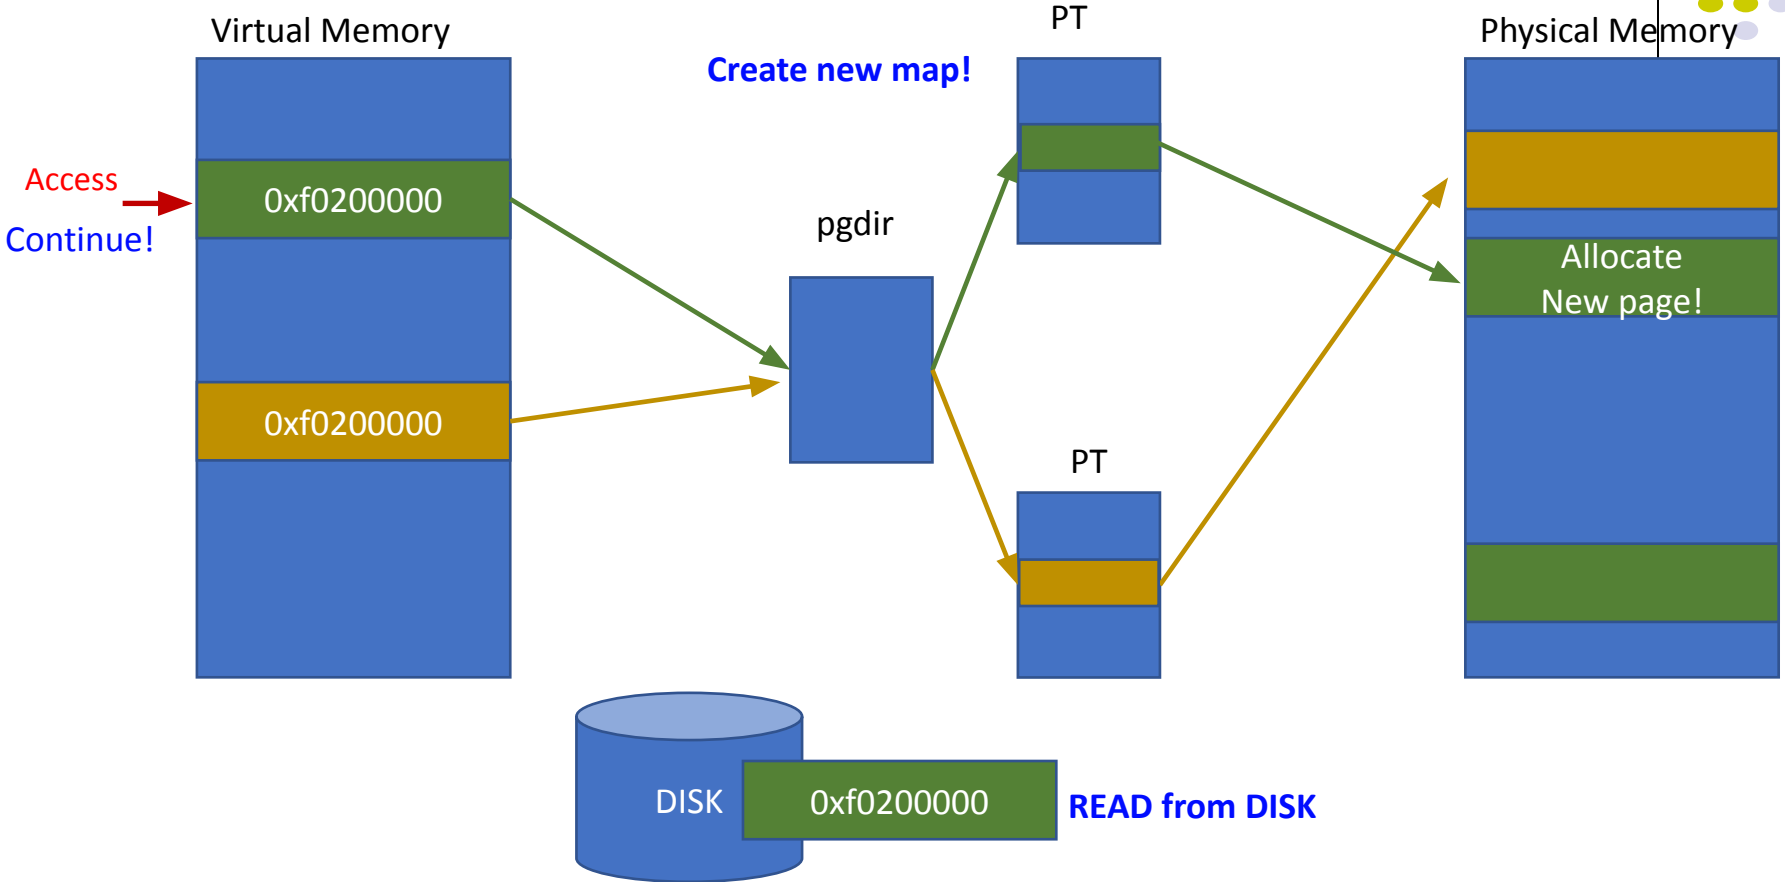 Virtual Memory
PT
Physical Memory
Create new map!
Access
0xf0200000
Continue!
pgdir
Allocate
New page!
0xf0200000
PT
DISK
0xf0200000
READ from DISK